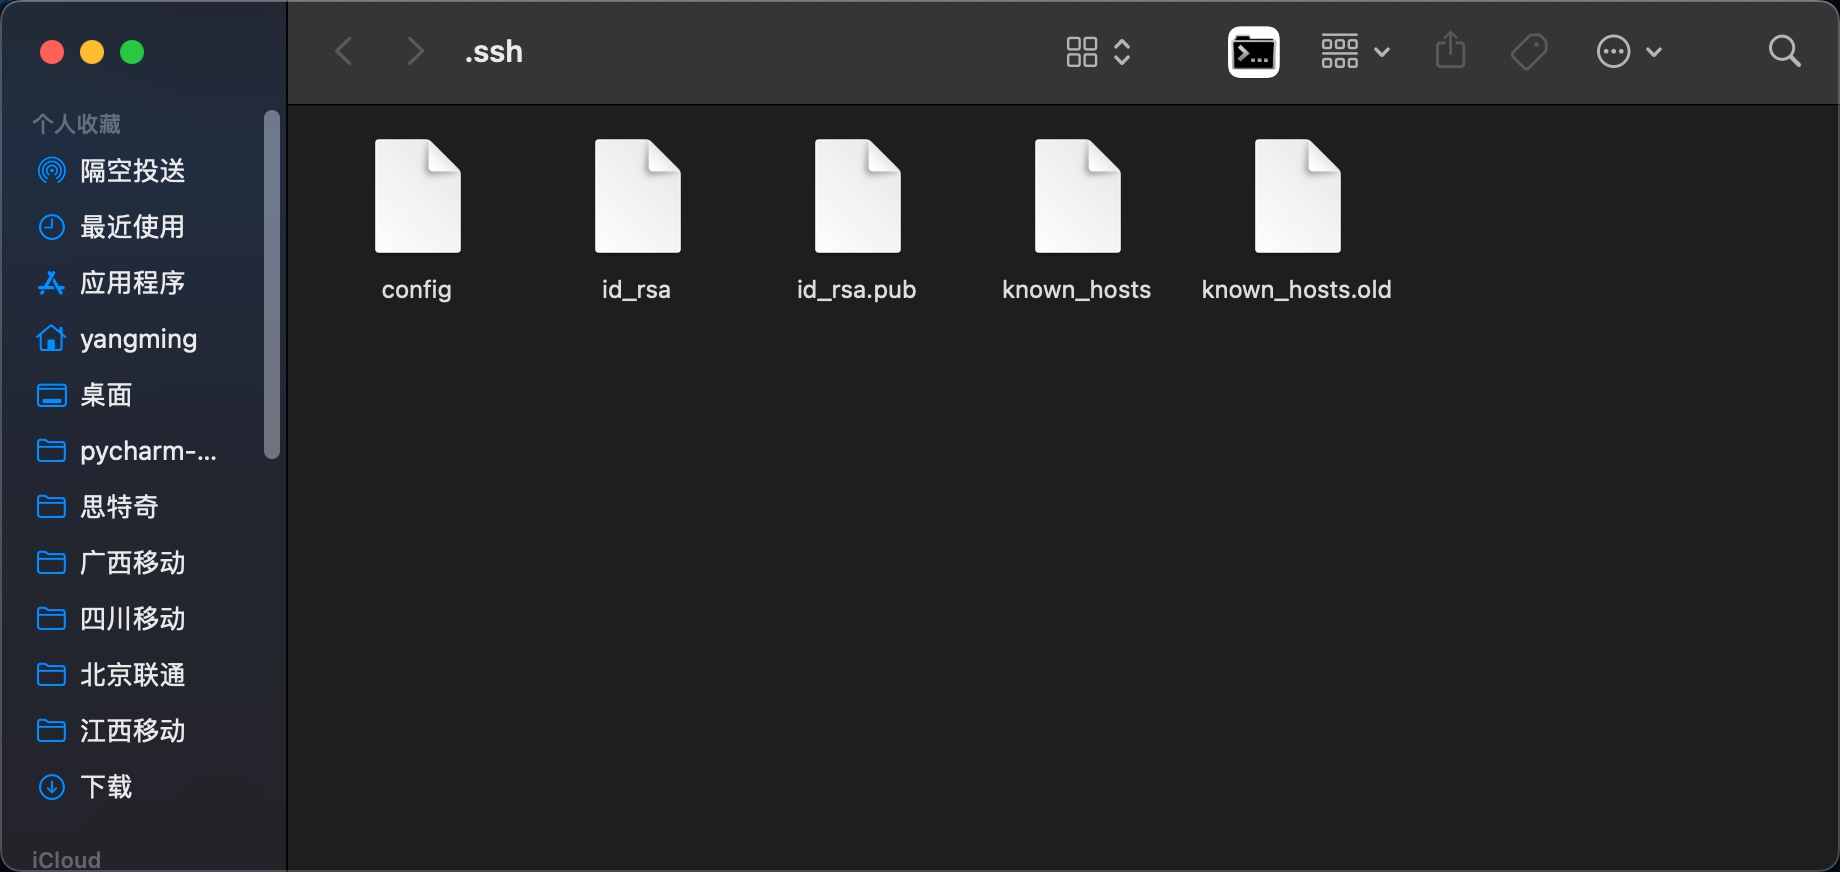 .ssh
个人收藏
隔空投送
最近使用
应用程序
yangming
桌面
pycharm-...
思特奇
广西移动
四川移动
北京联通
江西移动
下载
iCloud
config
id_rsa
id_rsa.pub
known_hosts
known_hosts.old